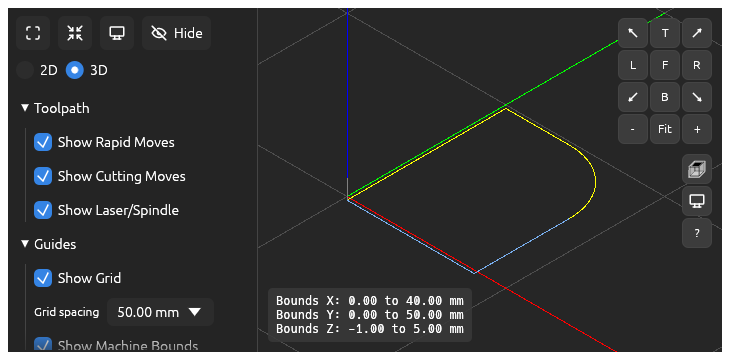 Hide
2D 3D
Toolpath
Show Rapid Moves
Show Cutting Moves
Show Laser/Spindle
Guides
Show Grid
Grid spacing 50.00 mm
Show Machine Bounds
Bounds X: 0.00 to 40.00 mm
Bounds Y: 0.00 to 50.00 mm
Bounds Z: -1.00 to 5.00 mm
T
L F R
B
- Fit +
?